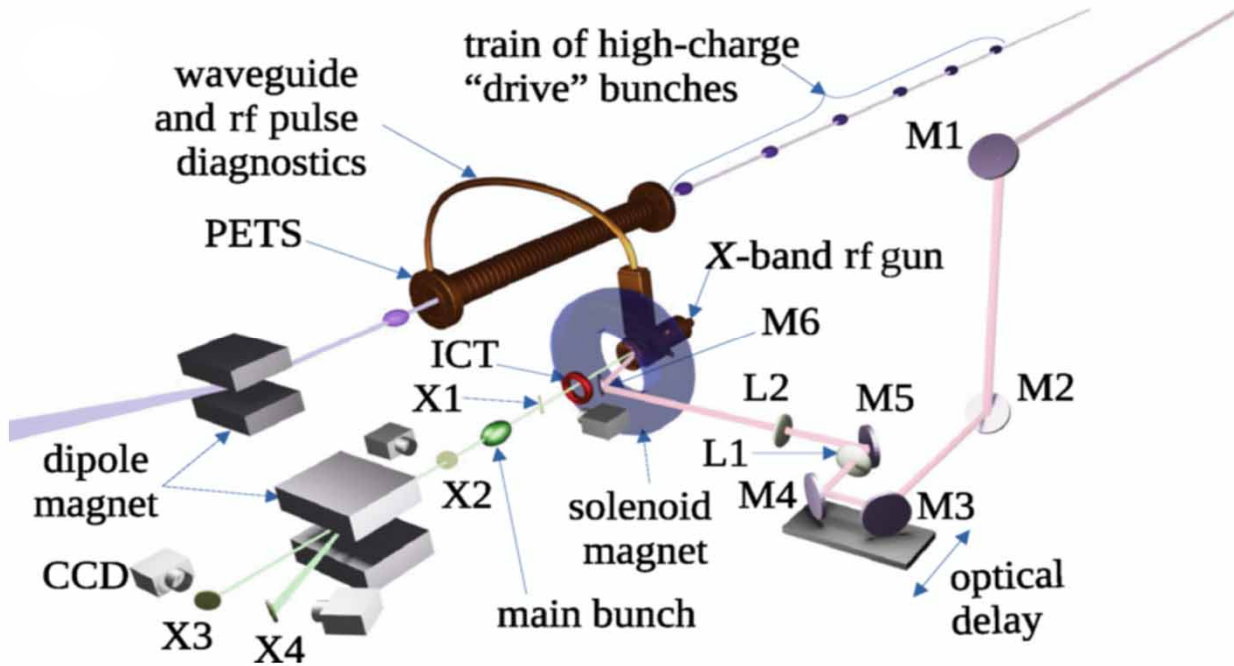 train of high-charge
“drive” bunches
waveguide
and rf pulse
diagnostics
M1
PETS
X-band rf gun
M6
ICT
X1
L2
M5
M2
L1
dipole
magnet
X2
M4
M3
solenoid
magnet
CCD
optical
delay
main bunch
X3
X4